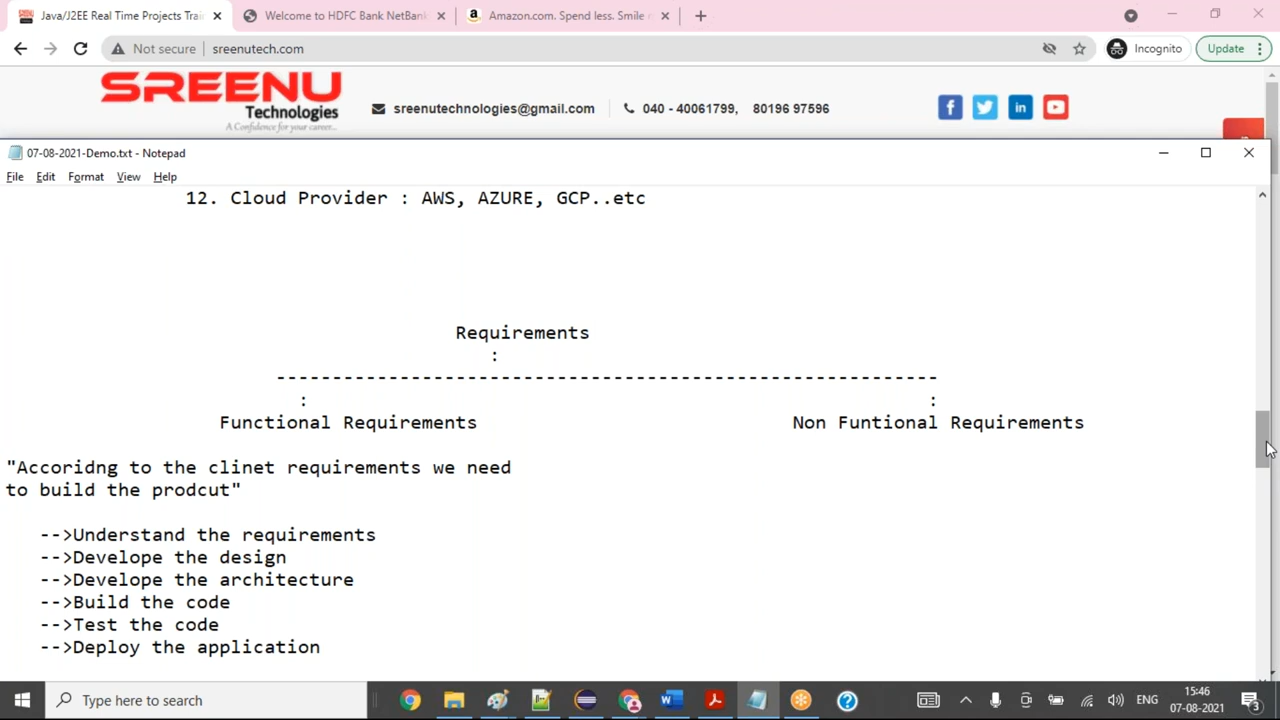 Java/J2EE Real Time Projects Trai
Welcome to HDFC Bank NetBank
Amazon.com. Spend less. Smile
Not secure
sreenutech.com
Incognito
Update
SREENU
Technologies
A Confidence for your career...
sreenutechnologies@gmail.com
040 - 40061799, 80196 97596
07-08-2021-Demo.txt - Notepad
File Edit Format View Help
12. Cloud Provider : AWS, AZURE, GCP..etc
Requirements
:
-----------------------------------------------------------
: :
Functional Requirements Non Funtional Requirements
"Accoridng to the clinet requirements we need
to build the prodcut"
-->Understand the requirements
-->Develope the design
-->Develope the architecture
-->Build the code
-->Test the code
-->Deploy the application
Type here to search
ENG
15:46
07-08-2021
3